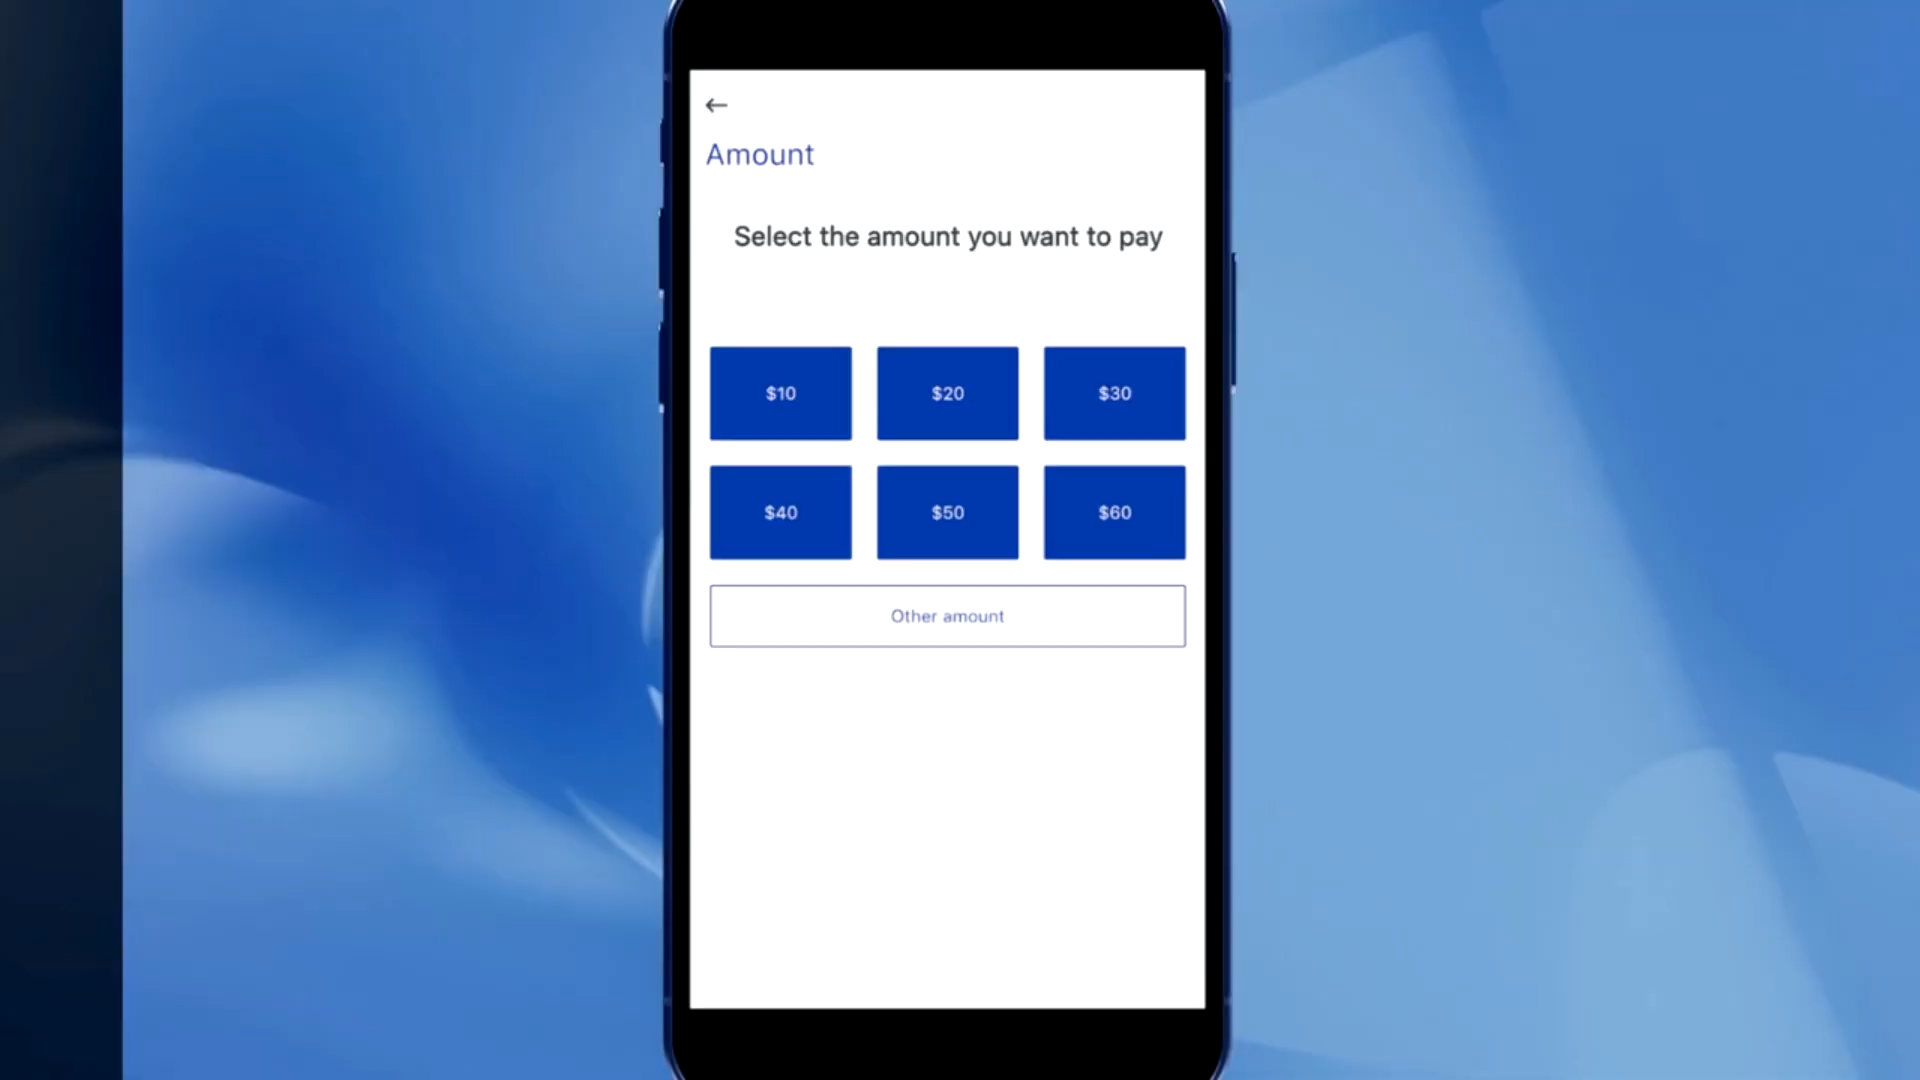 Amount
Select the amount you want to pay
$10 $20 $30
$40 $50 $60
Other amount